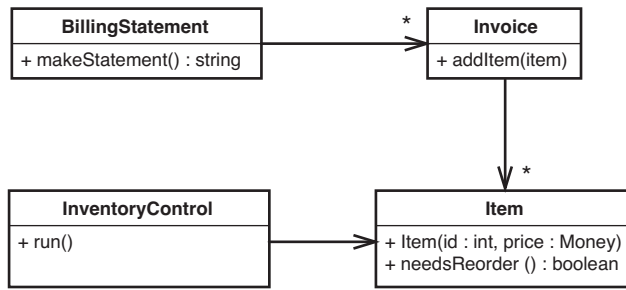 BillingStatement
+ makeStatement() : string
*
Invoice
+ addItem(item)
*
InventoryControl
+ run()
Item
+ Item(id : int, price : Money)
+ needsReorder () : boolean